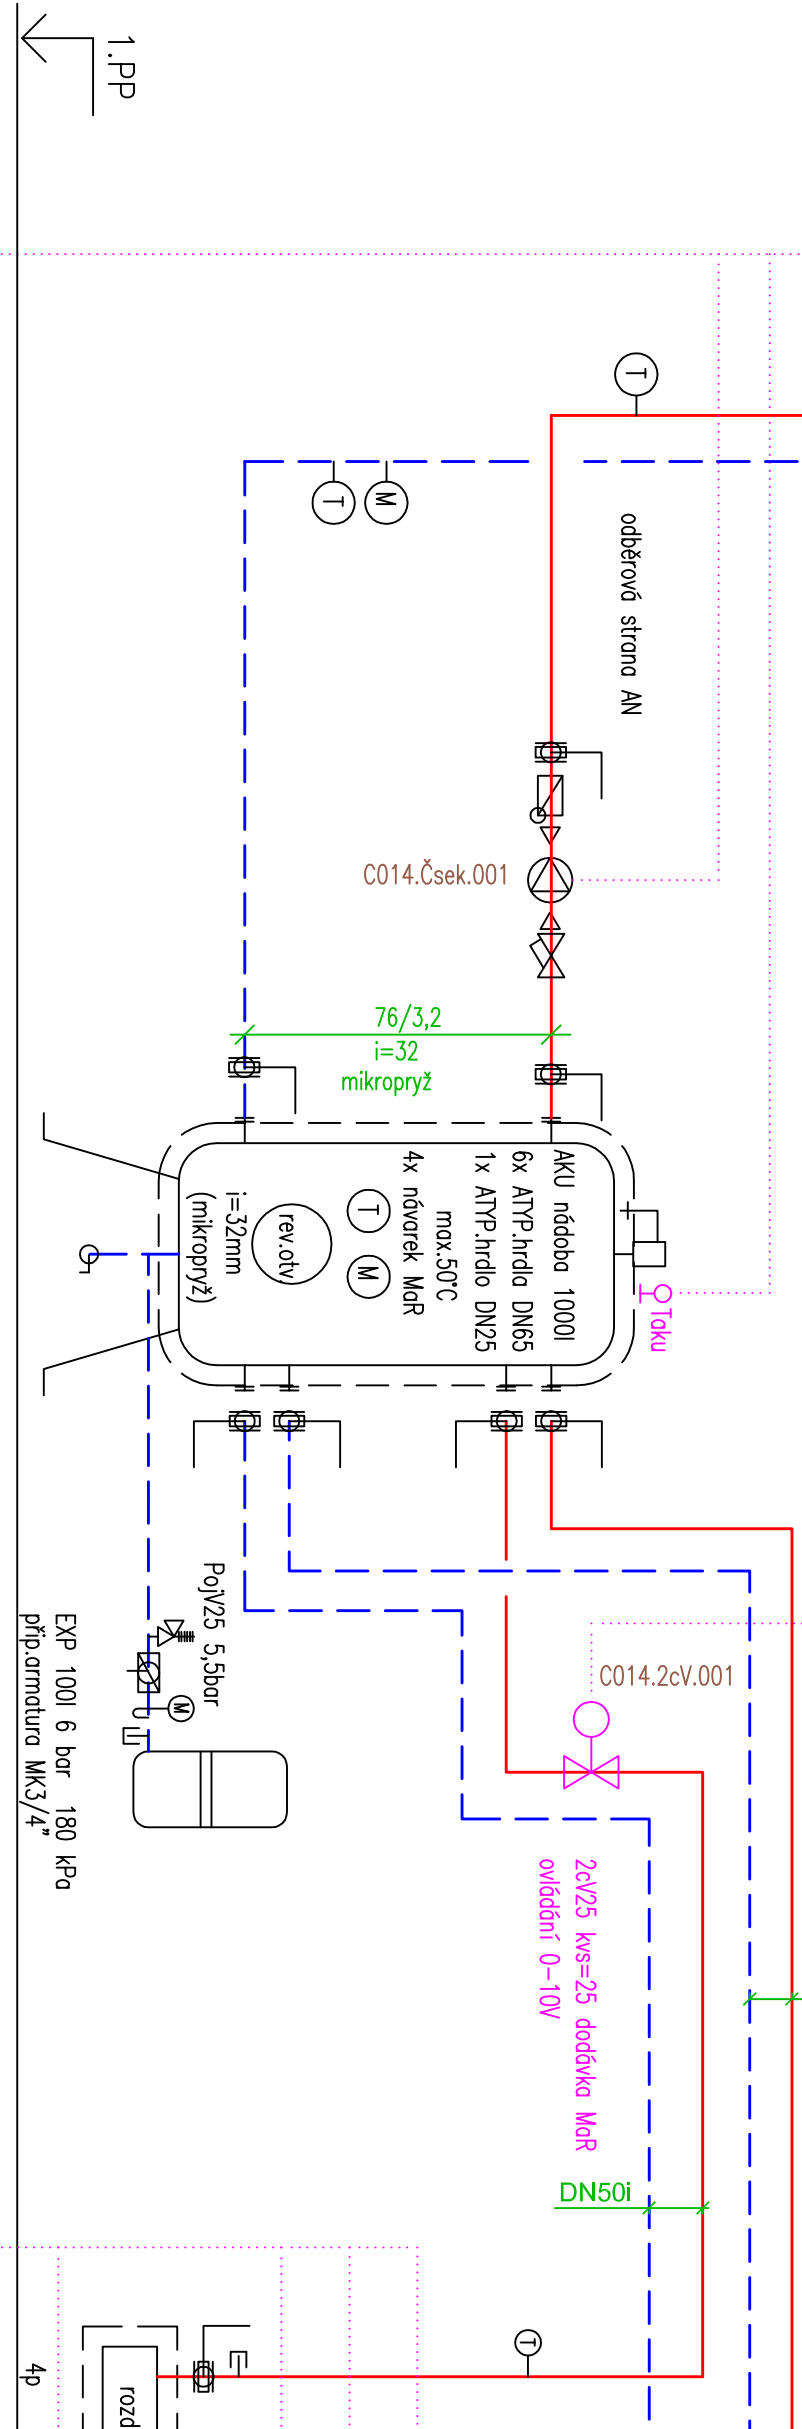 1.PP
T
T
M
odběrová strana AN
C014.Čsek.001
76/3,2
i=32
mikropryž
AKU nádoba 1000l
6x ATYP.hrdla DN65
1x ATYP.hrdlo DN25
max.50°C
4x návarek MaR
T
M
rev.otv
i=32mm
(mikropryž)
Taku
PojV25 5,5bar
M
EXP 100l 6 bar 180 kPa
přip.armatura MK3/4"
C014.2cV.001
2cV25 kvs=25 dodávka MaR
ovládání 0-10V
DN50i
T
4p
rozd